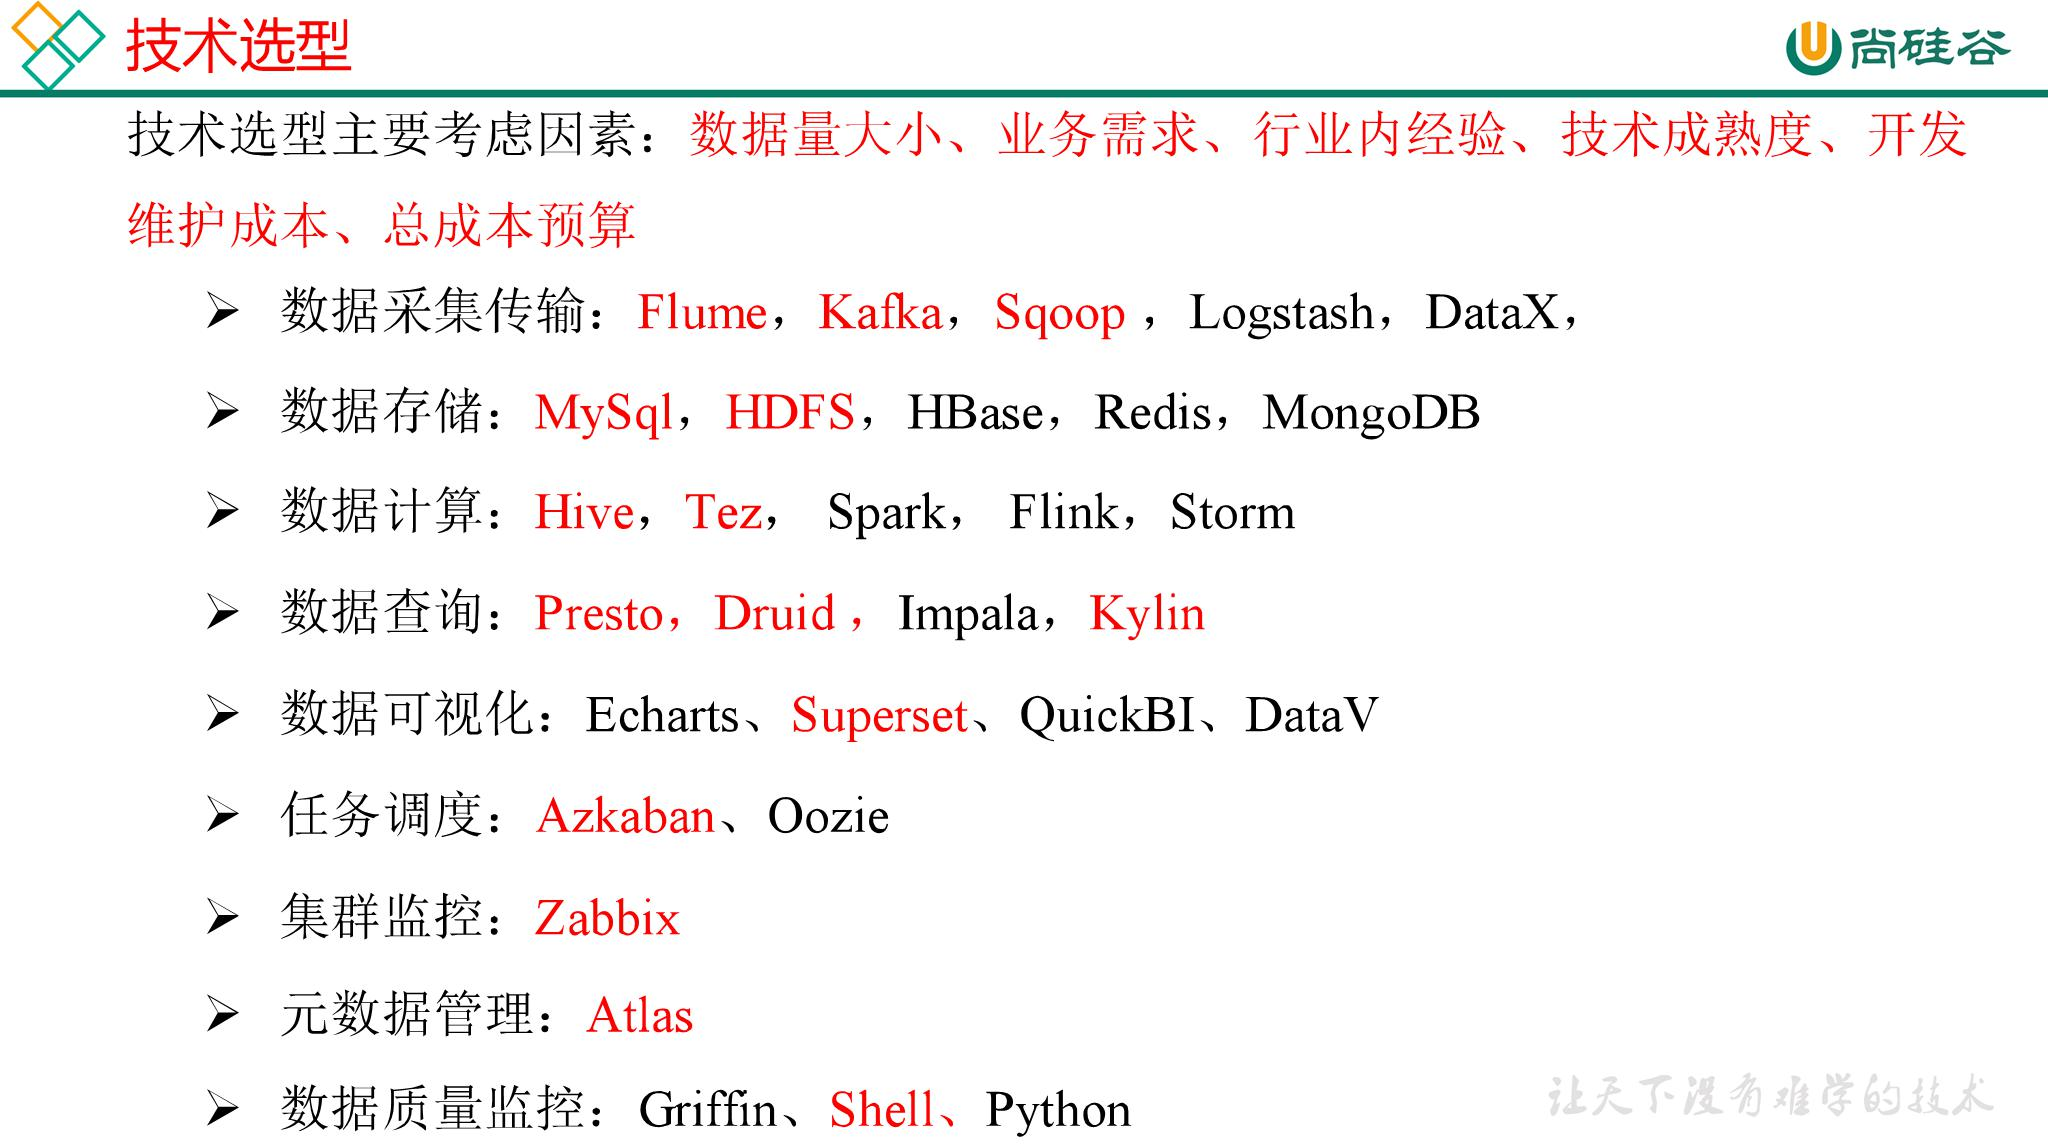 技术选型
尚硅谷
技术选型主要考虑因素：数据量大小、业务需求、行业内经验、技术成熟度、开发
维护成本、总成本预算
➢ 数据采集传输：Flume，Kafka，Sqoop ，Logstash，DataX，
➢ 数据存储：MySql，HDFS，HBase，Redis，MongoDB
➢ 数据计算：Hive，Tez， Spark， Flink，Storm
➢ 数据查询：Presto，Druid ，Impala，Kylin
➢ 数据可视化：Echarts、Superset、QuickBI、DataV
➢ 任务调度：Azkaban、Oozie
➢ 集群监控：Zabbix
➢ 元数据管理：Atlas
➢ 数据质量监控：Griffin、Shell、Python
让天下没有难学的技术